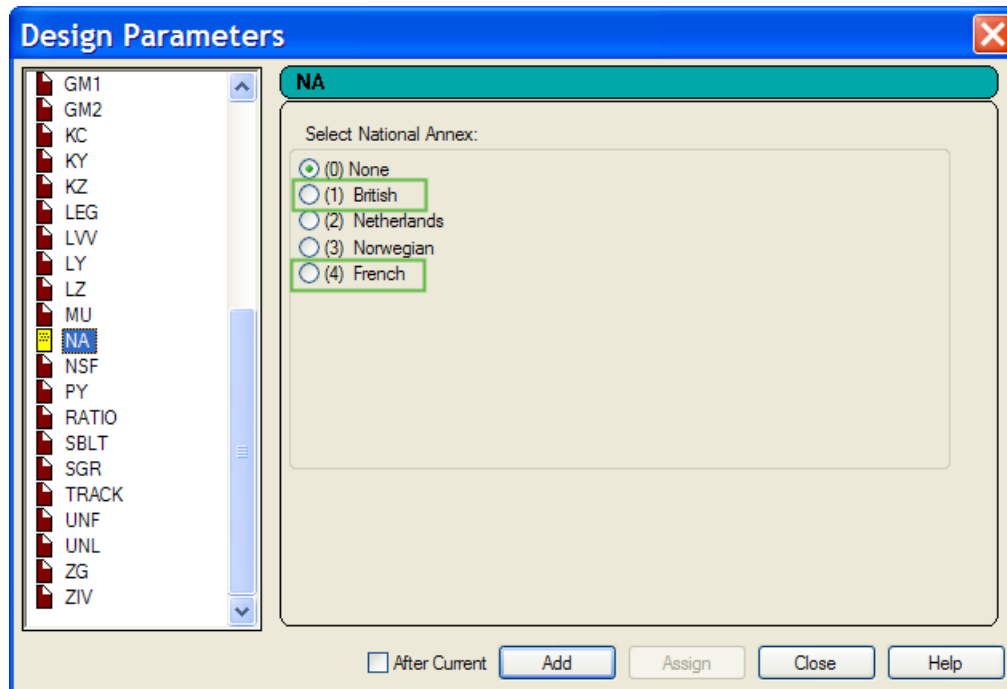 Design Parameters
GM1
GM2
KC
KY
KZ
LEG
LVV
LY
LZ
MU
NA
NSF
PY
RATIO
SBLT
SGR
TRACK
UNF
UNL
ZG
ZIV
NA
Select National Annex:
(0) None
(1) British
(2) Netherlands
(3) Norwegian
(4) French
After Current
Add
Assign
Close
Help